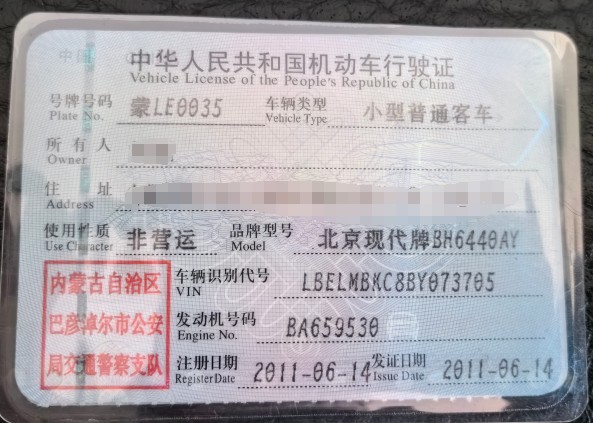 中华人民共和国机动车行驶证
Vehicle License of the People's Republic of China
号牌号码 蒙LE0035 车辆类型 小型普通客车
Plate No. Vehicle Type
所有人
Owner
住址
Address
使用性质 非营运 品牌型号 北京现代牌BH6440AY
Use Character Model
内蒙古自治区
巴彦淖尔市公安
局交通警察支队
车辆识别代号 LBELMBKC8BY073705
VIN
发动机号码 BA659530
Engine No.
注册日期 2011-06-14 发证日期 2011-06-14
Register Date Issue Date